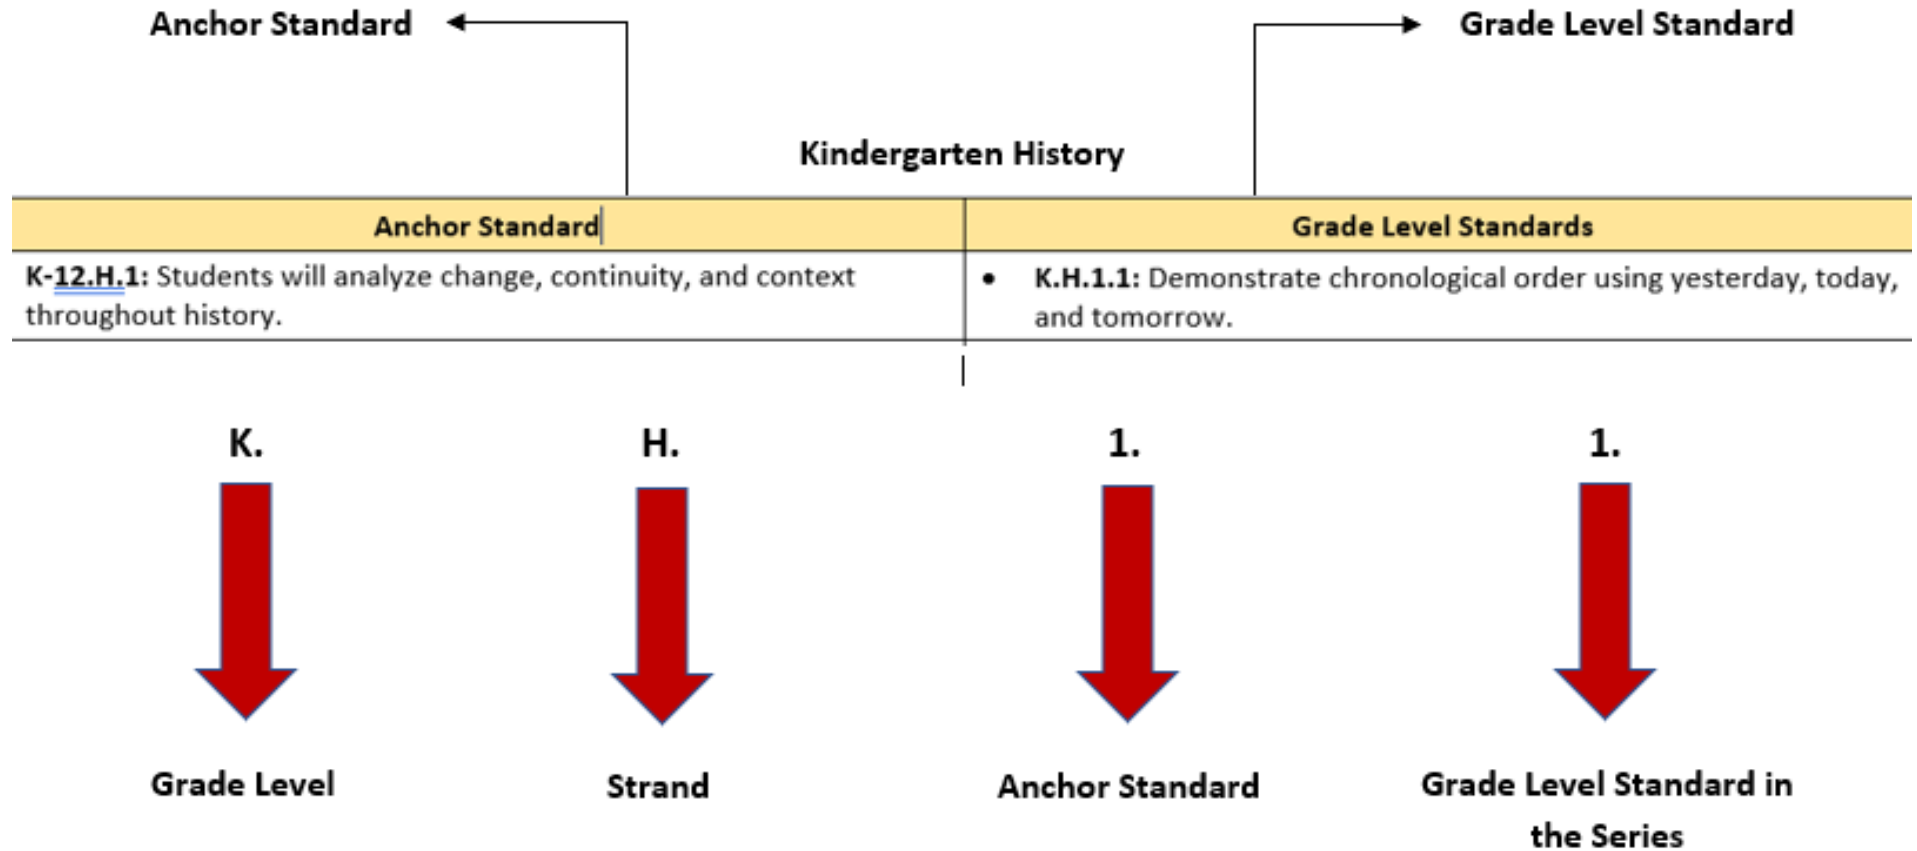 Anchor Standard
Grade Level Standard
Kindergarten History
Anchor Standard
Grade Level Standards
K-12.H.1: Students will analyze change, continuity, and context
throughout history.
• K.H.1.1: Demonstrate chronological order using yesterday, today,
and tomorrow.
K.
H.
1.
1.
Grade Level
Strand
Anchor Standard
Grade Level Standard in
the Series